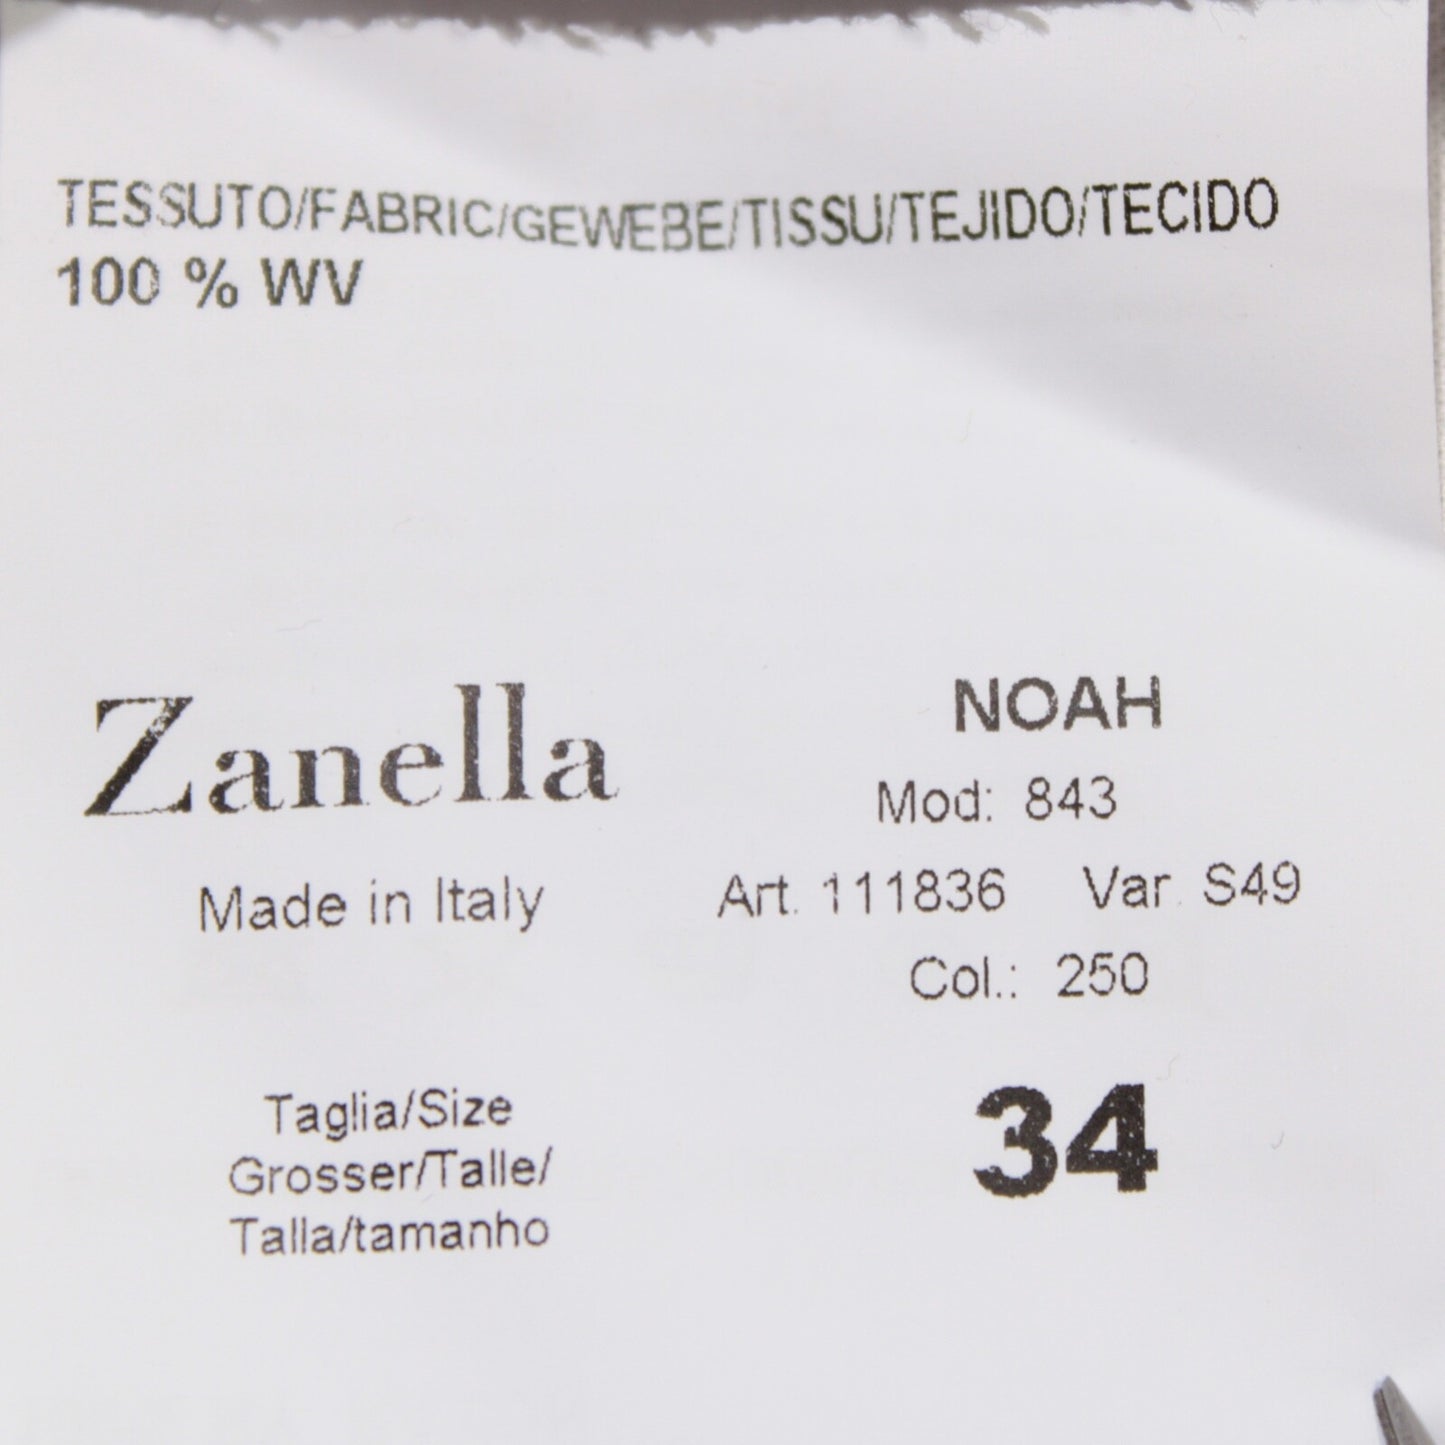 TESSUTO/FABRIC/GEWEBE/TISSU/TEJIDO/TECIDO
100 % WV
Zanella
Made in Italy
NOAH
Mod: 843
Art. 111836 Var. S49
Col.: 250
Taglia/Size
Grosser/Talle/
Talla/tamanho
34